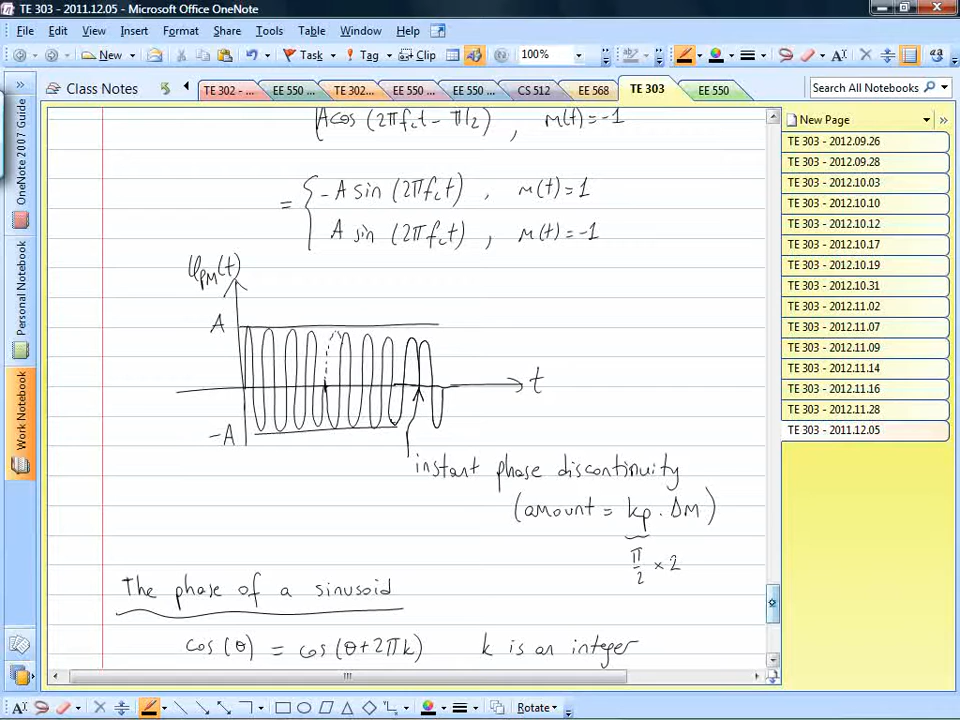 TE 303 - 2011.12.05 - Microsoft Office OneNote
File Edit View Insert Format Share Tools Table Window Help
New Task Tag Clip 100%
Class Notes TE 302 - ... EE 550 ... TE 302... EE 550 ... EE 550 ... CS 512 EE 568 TE 303 EE 550 Search All Notebooks
OneNote 2007 Guide
Personal Notebook
Work Notebook
Acos (2πfct - π/2) , m(t) = -1
= { -A sin (2πfct) , m(t) = 1
A sin (2πfct) , m(t) = -1
φPM(t)
A
t
-A
instant phase discontinuity
(amount = kp . Δm)
π/2 × 2
The phase of a sinusoid
cos(θ) = cos(θ+2πk) k is an integer
New Page
TE 303 - 2012.09.26
TE 303 - 2012.09.28
TE 303 - 2012.10.03
TE 303 - 2012.10.10
TE 303 - 2012.10.12
TE 303 - 2012.10.17
TE 303 - 2012.10.19
TE 303 - 2012.10.31
TE 303 - 2012.11.02
TE 303 - 2012.11.07
TE 303 - 2012.11.09
TE 303 - 2012.11.14
TE 303 - 2012.11.16
TE 303 - 2012.11.28
TE 303 - 2011.12.05
Rotate